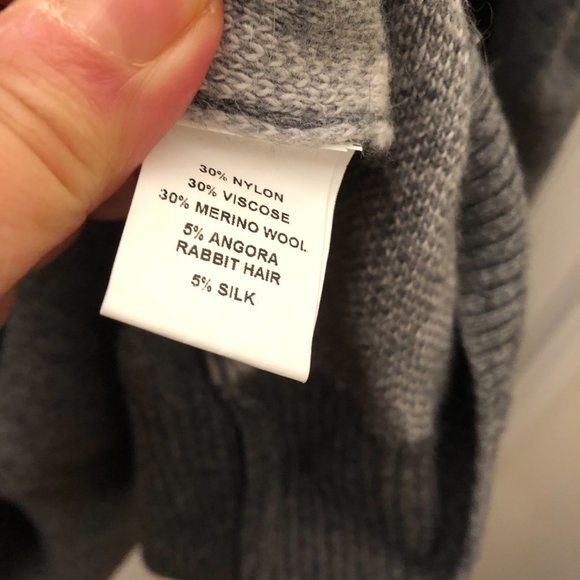 30% NYLON
30% VISCOSE
30% MERINO WOOL
5% ANGORA
RABBIT HAIR
5% SILK